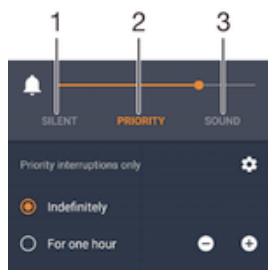 1 2 3
SILENT PRIORITY SOUND
Priority interruptions only
Indefinitely
For one hour